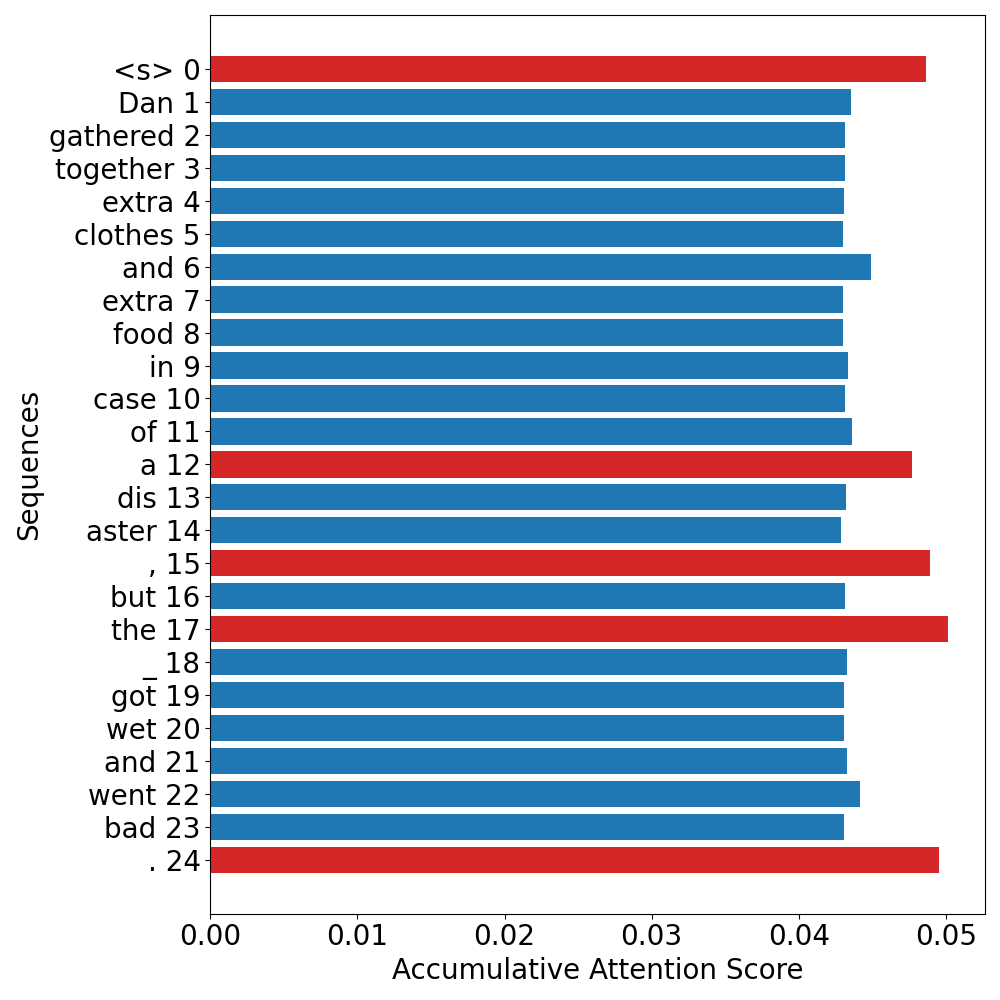 <s> 0
Dan 1
gathered 2
together 3
extra 4
clothes 5
and 6
extra 7
food 8
in 9
case 10
of 11
a 12
dis 13
aster 14
, 15
but 16
the 17
_ 18
got 19
wet 20
and 21
went 22
bad 23
. 24
Sequences
0.00 0.01 0.02 0.03 0.04 0.05
Accumulative Attention Score